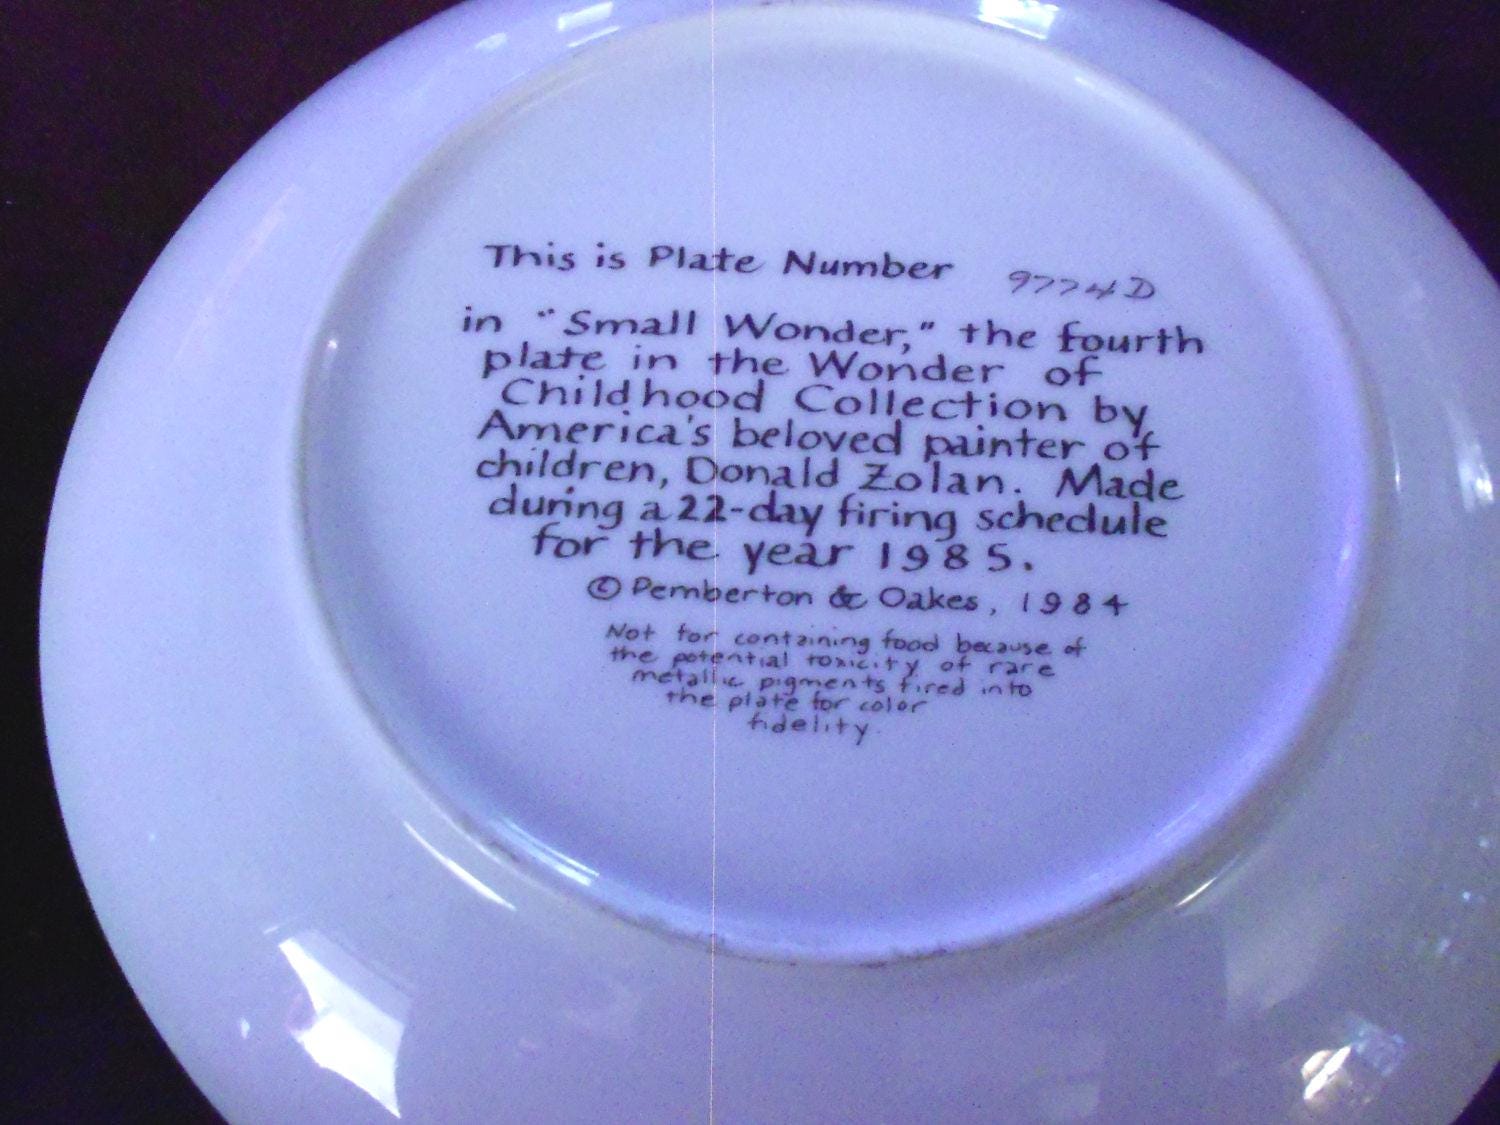 This is Plate Number 9774D
in "Small Wonder," the fourth
plate in the Wonder of
Childhood Collection by
America's beloved painter of
children, Donald Zolan. Made
during a 22-day firing schedule
for the year 1985.
© Pemberton & Oakes, 1984
Not for containing food because of
the potential toxicity of rare
metallic pigments fired into
the plate for color
fidelity.